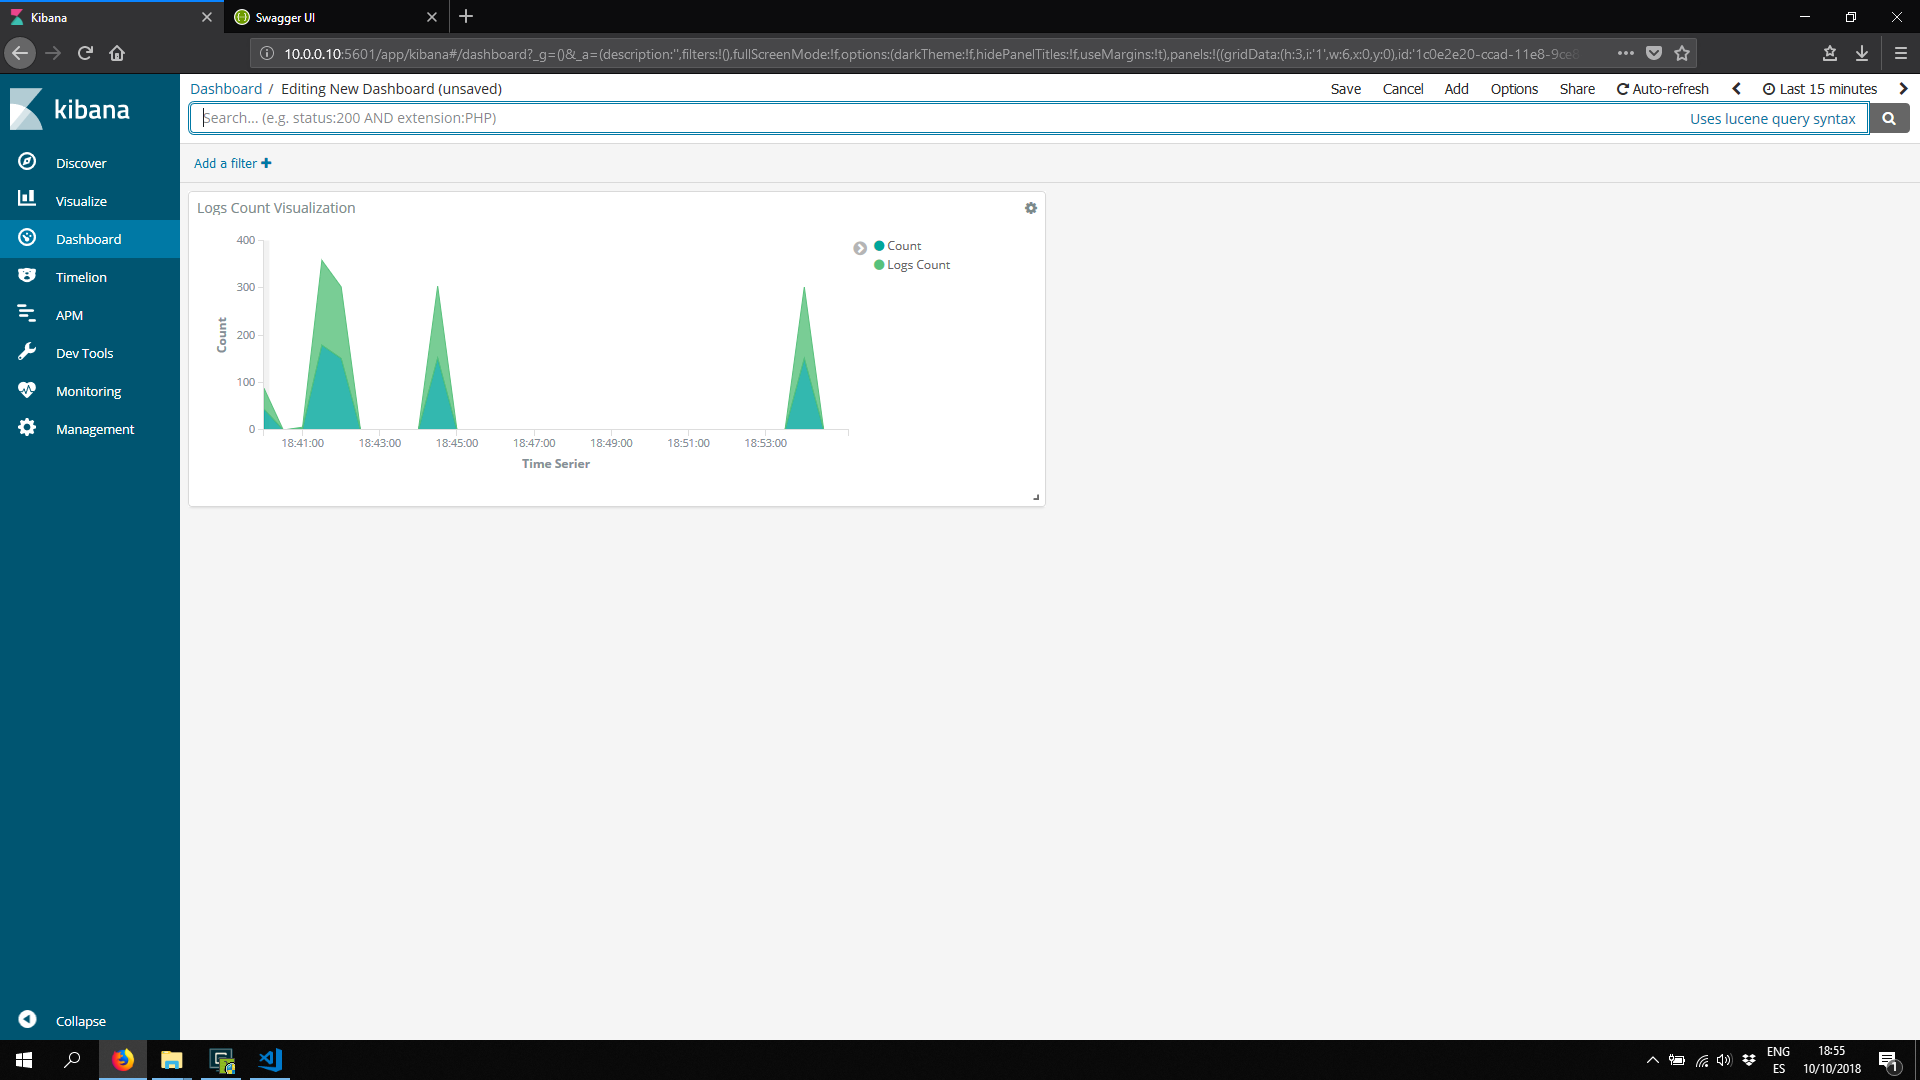 Kibana
Swagger UI
10.0.0.10:5601/app/kibana#/dashboard?_g=()&_a=(description:'',filters:!(),fullScreenMode:!f,options:(darkTheme:!f,hidePanelTitles:!f,useMargins:!t),panels:!((gridData:(h:3,i:'1',w:6,x:0,y:0),id:'1c0e2e20-ccad-11e8-9ce8
kibana
Discover
Visualize
Dashboard
Timelion
APM
Dev Tools
Monitoring
Management
Collapse
Dashboard / Editing New Dashboard (unsaved)
Save Cancel Add Options Share Auto-refresh Last 15 minutes
Search... (e.g. status:200 AND extension:PHP)
Uses lucene query syntax
Add a filter
Logs Count Visualization
400
300
200
100
0
Count
18:41:00 18:43:00 18:45:00 18:47:00 18:49:00 18:51:00 18:53:00
Time Serier
Count
Logs Count
ENG
ES
18:55
10/10/2018
1